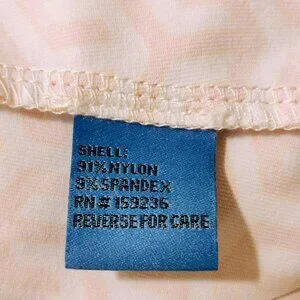 SHELL:
91% NYLON
9% SPANDEX
RN # 159236
REVERSE FOR CARE